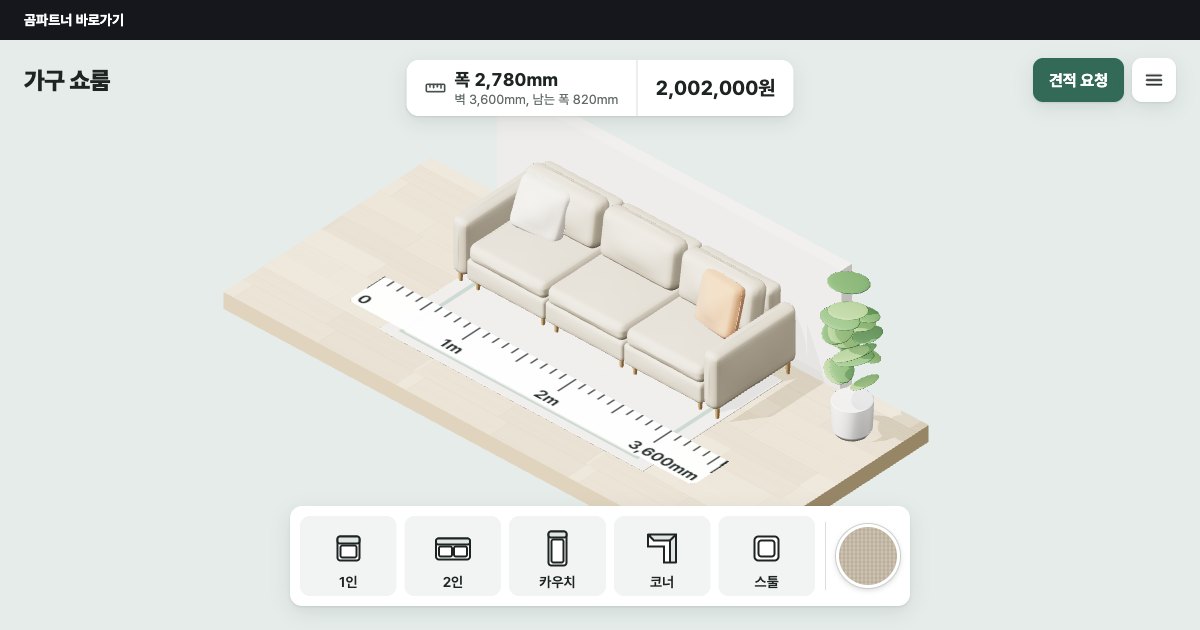 곰파트너 바로가기
가구 쇼룸
폭 2,780mm
벽 3,600mm, 남는 폭 820mm
2,002,000원
견적 요청
0
1m
2m
3,600mm
1인
2인
카우치
코너
스툴